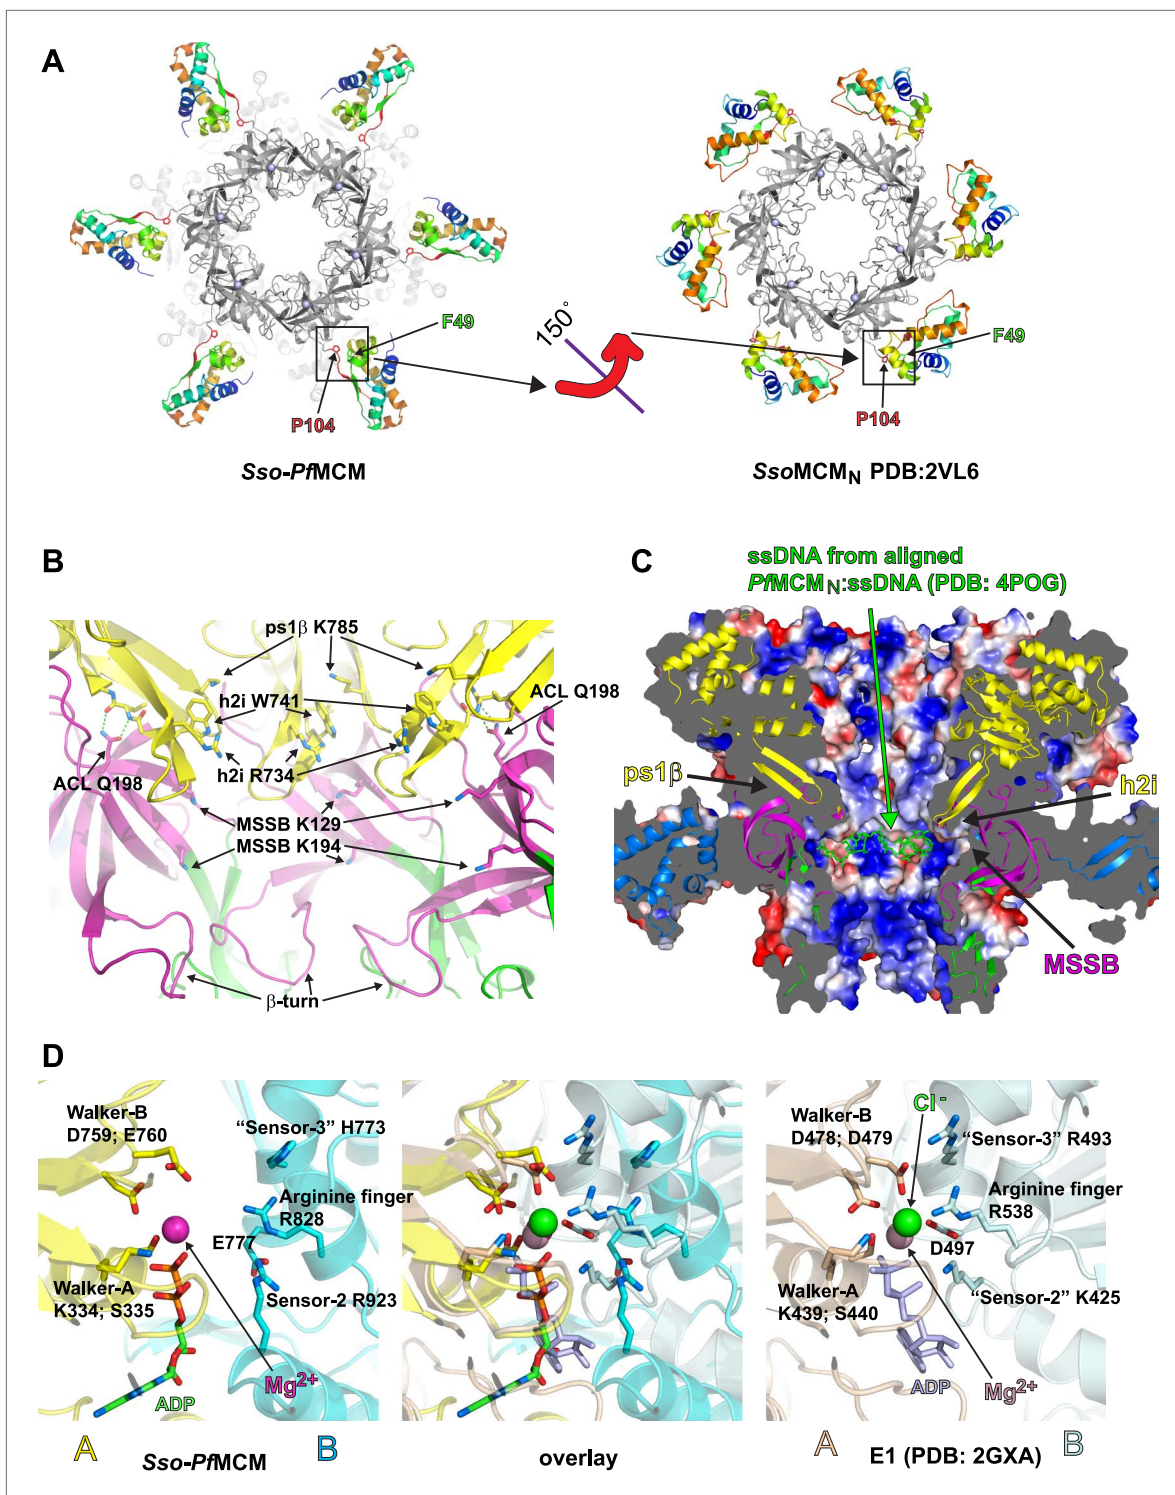 A
F49
P104
Sso-PfMCM
150°
F49
P104
SsoMCMN PDB:2VL6
B
ps1β K785
h2i W741
ACL Q198
h2i R734
ACL Q198
MSSB K129
MSSB K194
β-turn
C
ssDNA from aligned
PfMCMN:ssDNA (PDB: 4POG)
ps1β
h2i
MSSB
D
Walker-B
D759; E760
"Sensor-3" H773
Arginine finger
R828
E777
Walker-A
K334; S335
Sensor-2 R923
Mg2+
ADP
A
Sso-PfMCM
B
overlay
Cl-
Walker-B
D478; D479
"Sensor-3" R493
Arginine finger
R538
D497
Walker-A
K439; S440
"Sensor-2" K425
ADP
Mg2+
A
E1 (PDB: 2GXA)
B